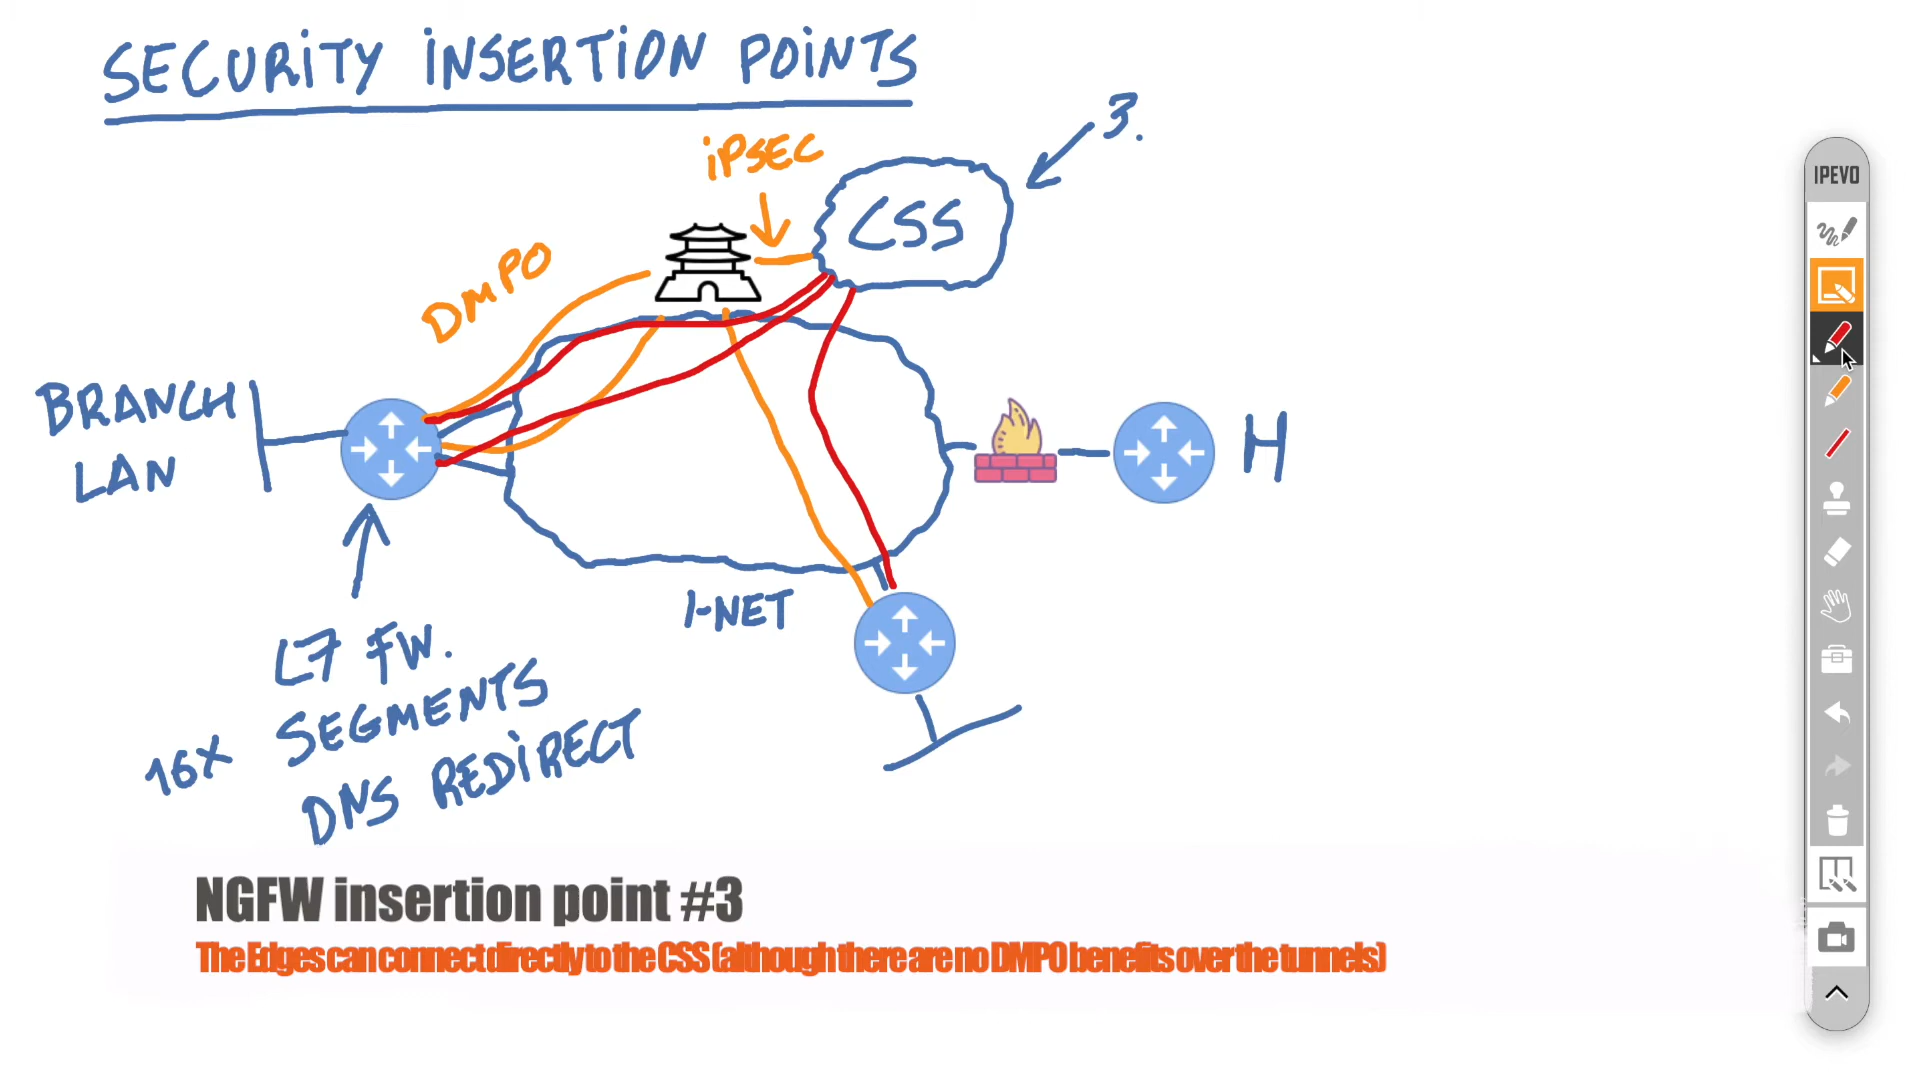 SECURITY INSERTION POINTS
3.
IPSEC
CSS
DMPO
IPEVO
BRANCH
LAN
H
I-NET
L7 FW.
16X SEGMENTS
DNS REDIRECT
NGFW insertion point #3
The Edges can connect directly to the CSS (although there are no DMPO benefits over the tunnels)